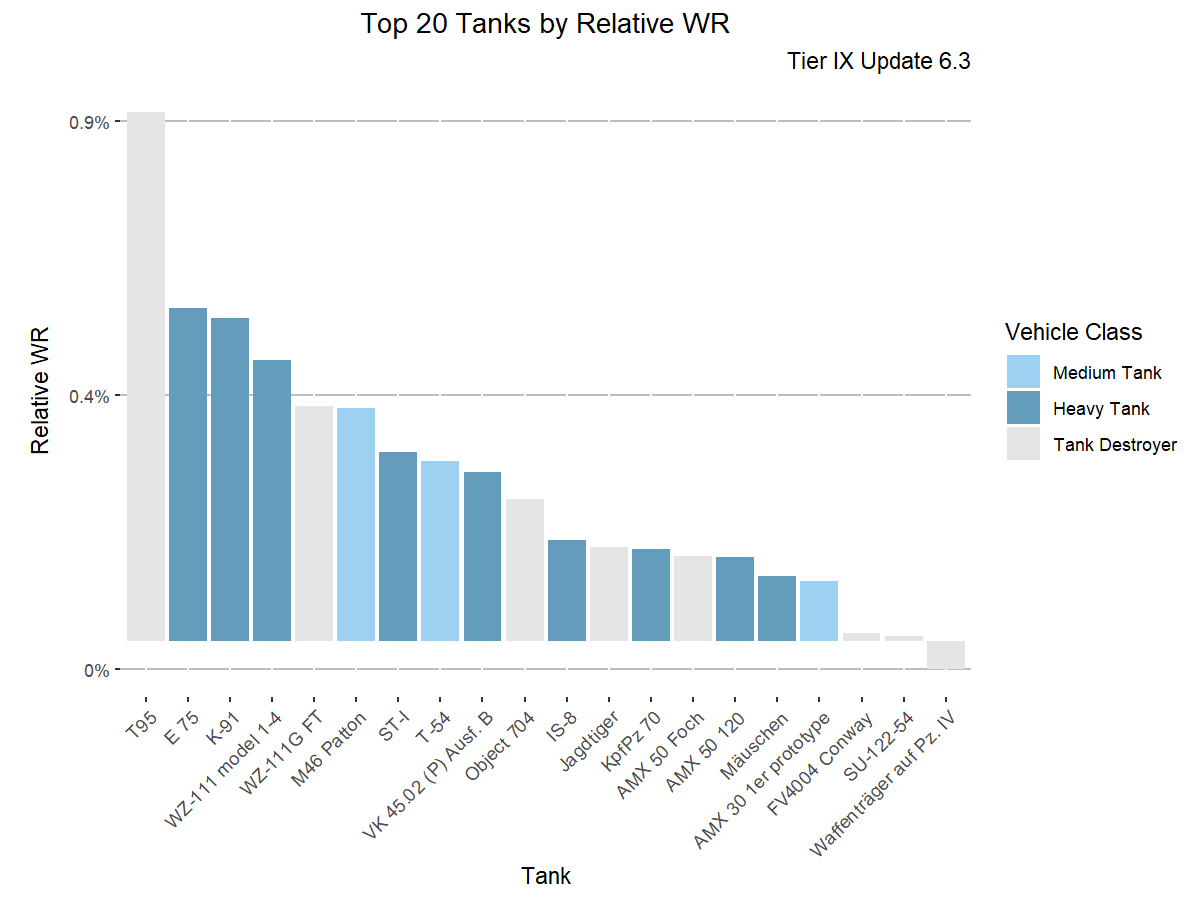 Top 20 Tanks by Relative WR
Tier IX Update 6.3
0.9%
0.4%
0%
Relative WR
T95
E 75
K-91
WZ-111 model 1-4
WZ-111G FT
M46 Patton
ST-I
T-54
VK 45.02 (P) Ausf. B
Object 704
IS-8
Jagdtiger
KpfPz 70
AMX 50 Foch
AMX 50 120
Mäuschen
AMX 30 1er prototype
FV4004 Conway
SU-122-54
Waffenträger auf Pz. IV
Tank
Vehicle Class
Medium Tank
Heavy Tank
Tank Destroyer